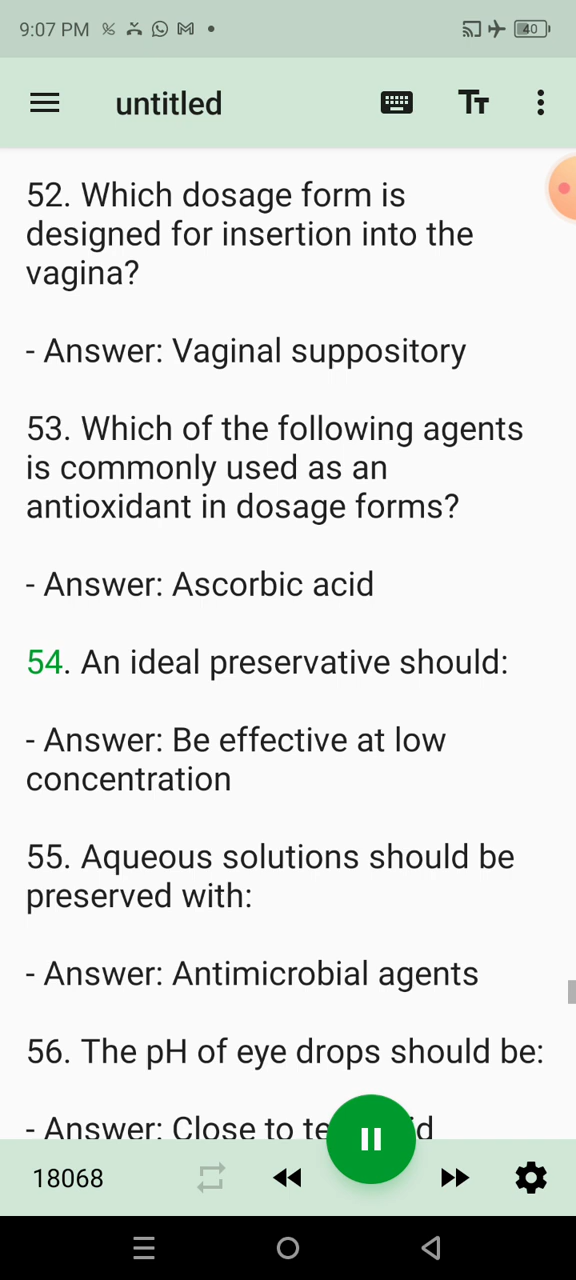 9:07 PM
40
untitled
52. Which dosage form is
designed for insertion into the
vagina?
- Answer: Vaginal suppository
53. Which of the following agents
is commonly used as an
antioxidant in dosage forms?
- Answer: Ascorbic acid
54. An ideal preservative should:
- Answer: Be effective at low
concentration
55. Aqueous solutions should be
preserved with:
- Answer: Antimicrobial agents
56. The pH of eye drops should be:
- Answer: Close to
18068